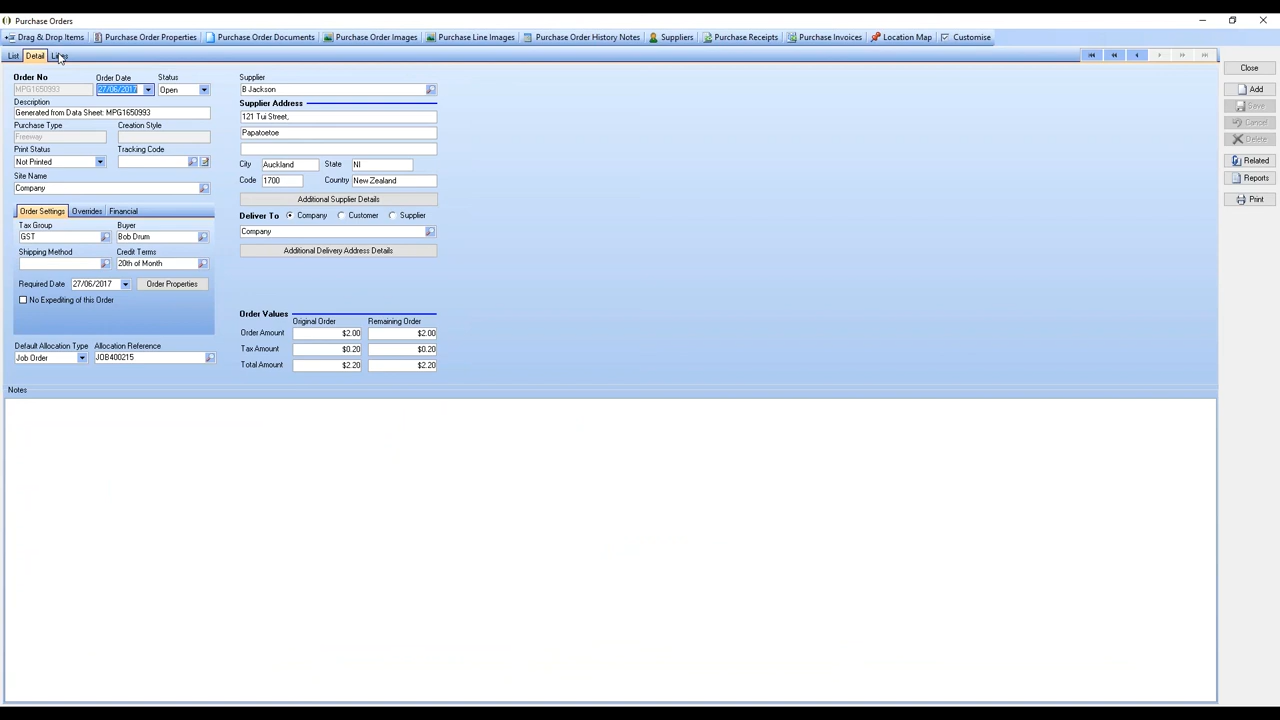 Purchase Orders
Drag & Drop Items Purchase Order Properties Purchase Order Documents Purchase Order Images Purchase Line Images Purchase Order History Notes Suppliers Purchase Receipts Purchase Invoices Location Map Customise
List Detail Lines
Order No Order Date Status
MPG1650993 27/06/2017 Open
Description
Generated from Data Sheet: MPG1650993
Purchase Type Creation Style
Freeway
Print Status Tracking Code
Not Printed
Site Name
Company
Order Settings Overrides Financial
Tax Group Buyer
GST Bob Drum
Shipping Method Credit Terms
20th of Month
Required Date 27/06/2017 Order Properties
No Expediting of this Order
Default Allocation Type Allocation Reference
Job Order JOB400215
Supplier
B Jackson
Supplier Address
121 Tui Street,
Papatoetoe
City Auckland State NI
Code 1700 Country New Zealand
Additional Supplier Details
Deliver To Company Customer Supplier
Company
Additional Delivery Address Details
Order Values
Original Order Remaining Order
Order Amount $2.00 $2.00
Tax Amount $0.20 $0.20
Total Amount $2.20 $2.20
Notes
Close
Add
Save
Cancel
Delete
Related
Reports
Print